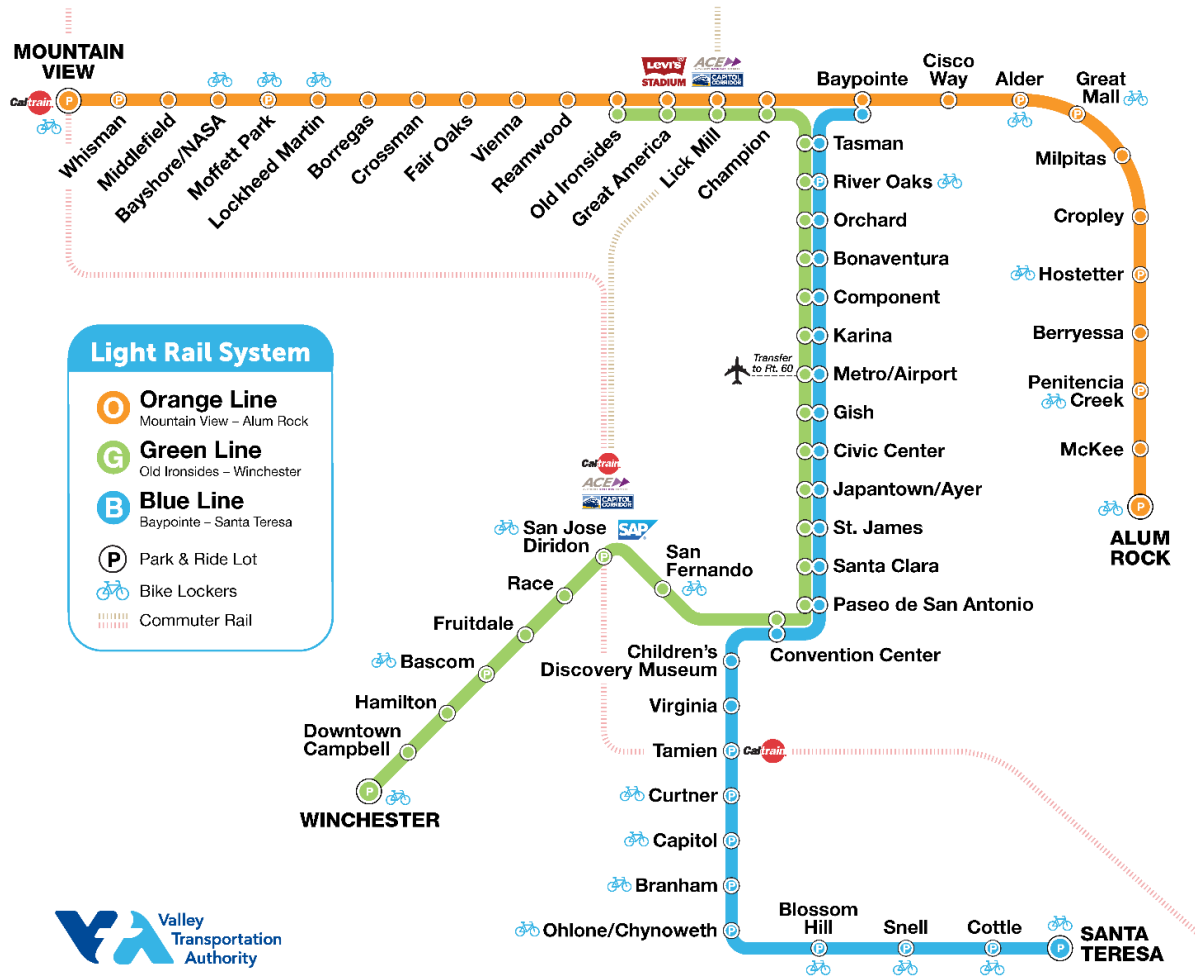 MOUNTAIN
VIEW
Caltrain
P
Whisman
Middlefield
Bayshore/NASA
Moffett Park
Lockheed Martin
Borregas
Crossman
Fair Oaks
Vienna
Reamwood
Old Ironsides
LEVI'S
STADIUM
Great America
ACE
CAPITOL
CORRIDOR
Lick Mill
Champion
Baypointe
Cisco
Way
Alder
Great
Mall
Milpitas
Cropley
Hostetter
Berryessa
Penitencia
Creek
McKee
ALUM
ROCK
Tasman
River Oaks
Orchard
Bonaventura
Component
Karina
Transfer
to Rt. 60
Metro/Airport
Gish
Civic Center
Japantown/Ayer
St. James
Santa Clara
Paseo de San Antonio
Convention Center
Light Rail System
O Orange Line
Mountain View – Alum Rock
G Green Line
Old Ironsides – Winchester
B Blue Line
Baypointe – Santa Teresa
P Park & Ride Lot
Bike Lockers
Commuter Rail
Caltrain
ACE
CAPITOL
CORRIDOR
San Jose
Diridon
SAP
San
Fernando
Race
Fruitdale
Bascom
Hamilton
Downtown
Campbell
WINCHESTER
Children's
Discovery Museum
Virginia
Tamien
Caltrain
Curtner
Capitol
Branham
Ohlone/Chynoweth
Blossom
Hill
Snell
Cottle
SANTA
TERESA
VTA
Valley
Transportation
Authority